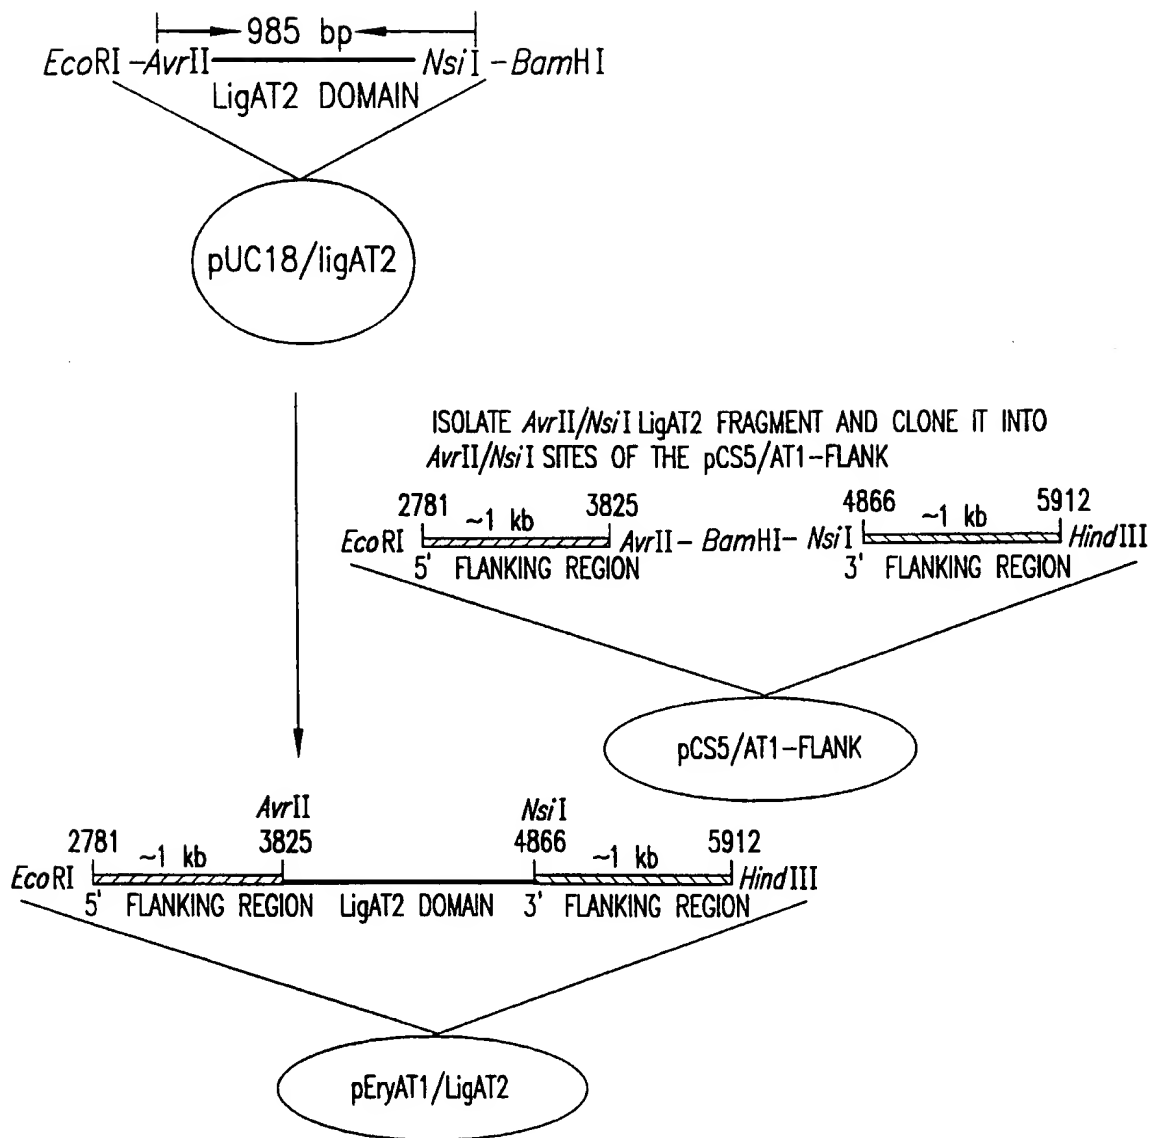 985 bp
EcoRI -AvrII NsiI -BamHI
LigAT2 DOMAIN
pUC18/ligAT2
ISOLATE AvrII/NsiI LigAT2 FRAGMENT AND CLONE IT INTO
AvrII/NsiI SITES OF THE pCS5/AT1-FLANK
2781 ~1 kb 3825 4866 ~1 kb 5912
EcoRI AvrII- BamHI- NsiI HindIII
5' FLANKING REGION 3' FLANKING REGION
pCS5/AT1-FLANK
AvrII NsiI
2781 ~1 kb 3825 4866 ~1 kb 5912
EcoRI HindIII
5' FLANKING REGION LigAT2 DOMAIN 3' FLANKING REGION
pEryAT1/LigAT2